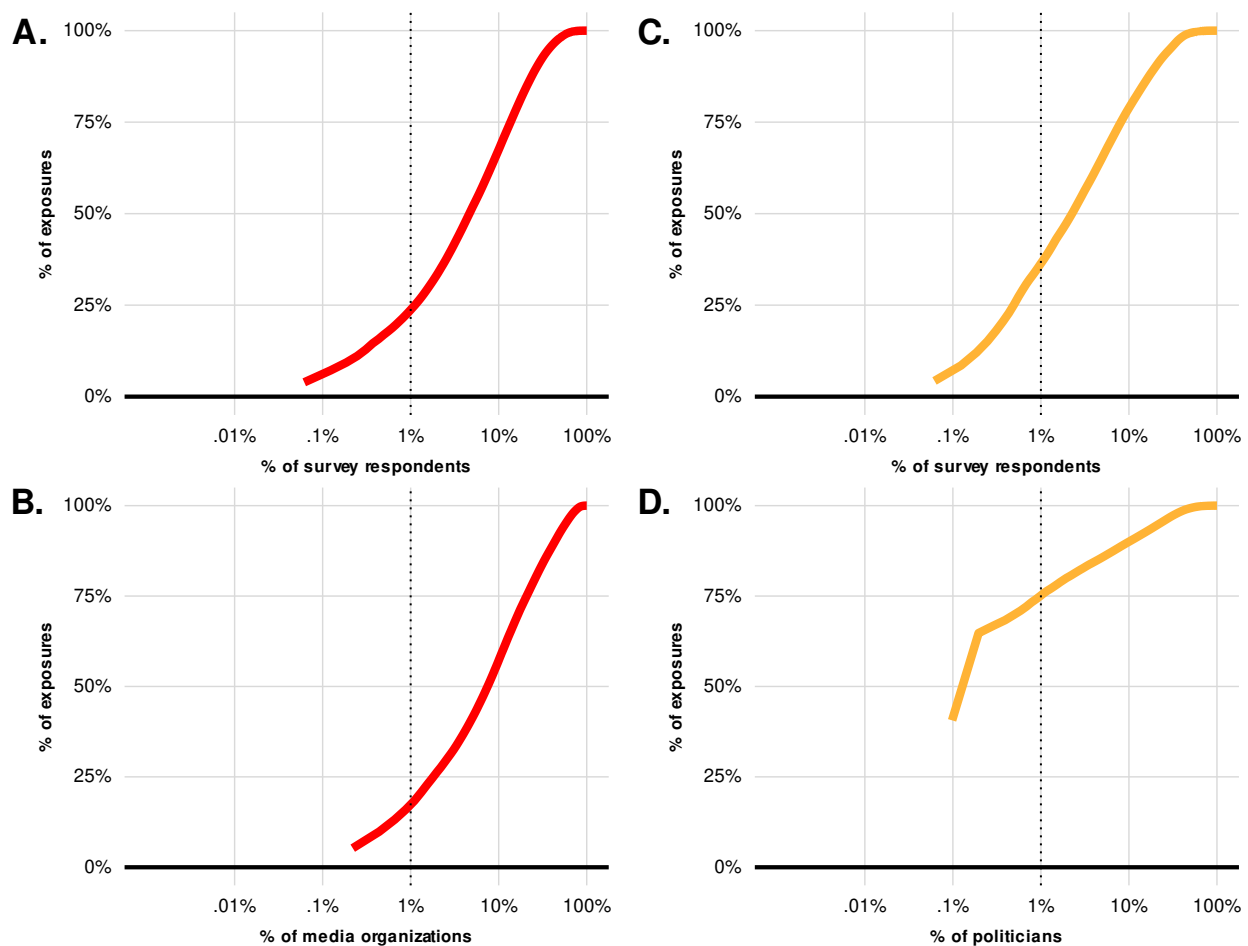 A.
100%
75%
50%
25%
0%
% of exposures
.01% .1% 1% 10% 100%
% of survey respondents
C.
100%
75%
50%
25%
0%
% of exposures
.01% .1% 1% 10% 100%
% of survey respondents
B.
100%
75%
50%
25%
0%
% of exposures
.01% .1% 1% 10% 100%
% of media organizations
D.
100%
75%
50%
25%
0%
% of exposures
.01% .1% 1% 10% 100%
% of politicians